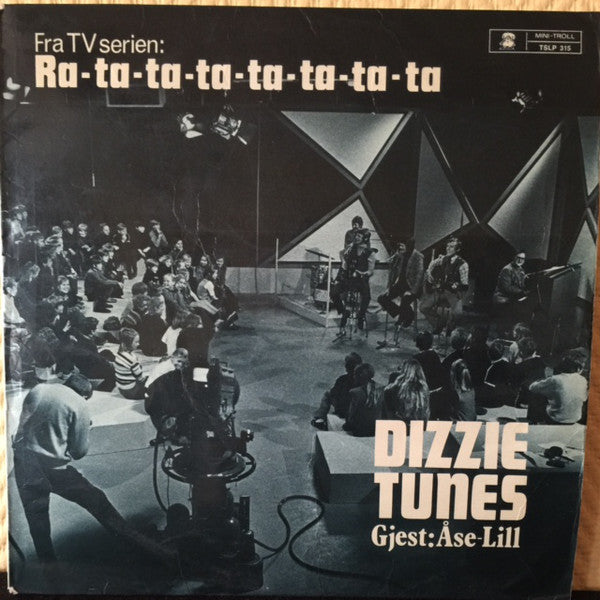 Fra TV serien:
Ra-ta-ta-ta-ta-ta-ta-ta
MINI-TROLL
TSLP 315
DIZZIE
TUNES
Gjest: Åse-Lill